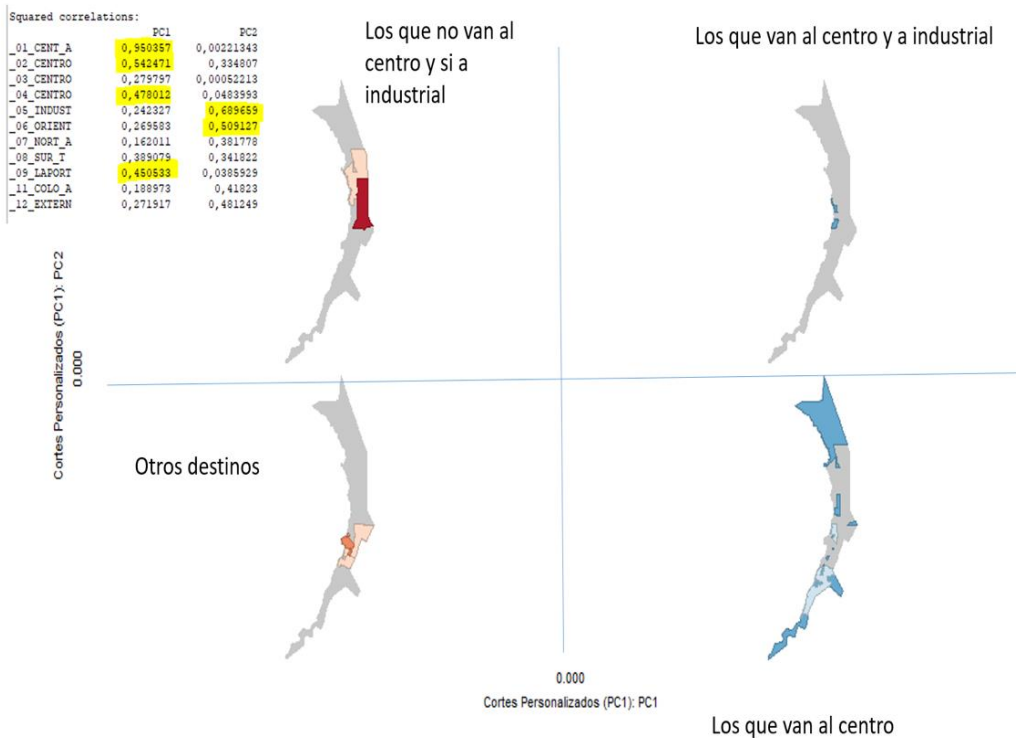 Squared correlations:
PC1 PC2
_01_CENT_A 0,950357 0,00221343
_02_CENTRO 0,542471 0,334807
_03_CENTRO 0,279797 0,00052213
_04_CENTRO 0,478012 0,0483993
_05_INDUST 0,242327 0,689659
_06_ORIENT 0,269583 0,509127
_07_NORT_A 0,162011 0,381778
_08_SUR_T 0,389079 0,341822
_09_LAPORT 0,450533 0,0385929
_11_COLO_A 0,188973 0,41823
_12_EXTERN 0,271917 0,481249
Los que no van al
centro y si a
industrial
Los que van al centro y a industrial
Cortes Personalizados (PC1): PC2
0.000
Otros destinos
0.000
Cortes Personalizados (PC1): PC1
Los que van al centro